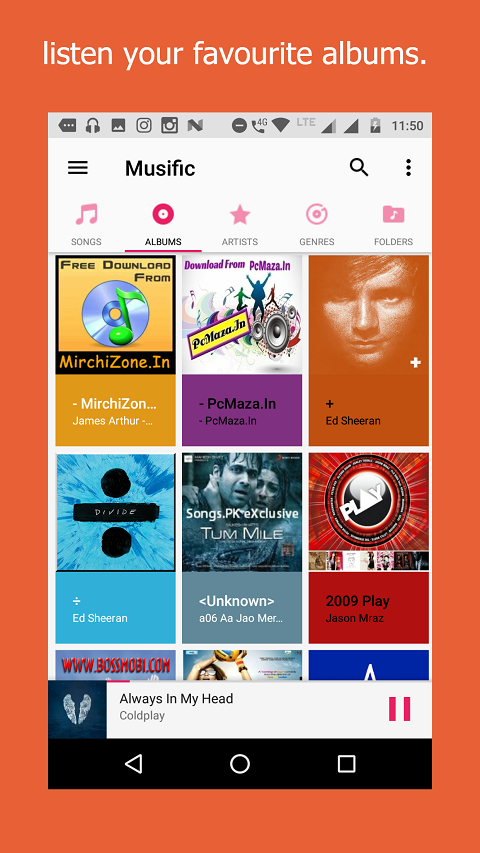 listen your favourite albums.
4G
LTE
11:50
Musific
SONGS
ALBUMS
ARTISTS
GENRES
FOLDERS
FREE DOWNLOAD
FROM
MirchiZone.In
Download From PcMaza.In
PcMaza.In
+
- MirchiZon...
James Arthur -...
- PcMaza.In
- PcMaza.In
+
Ed Sheeran
DIVIDE
Songs.PK eXclusive
TUM MILE
PLAY
÷
Ed Sheeran
<Unknown>
a06 Aa Jao Mer...
2009 Play
Jason Mraz
WWW.BOSSMOBI.COM
Always In My Head
Coldplay